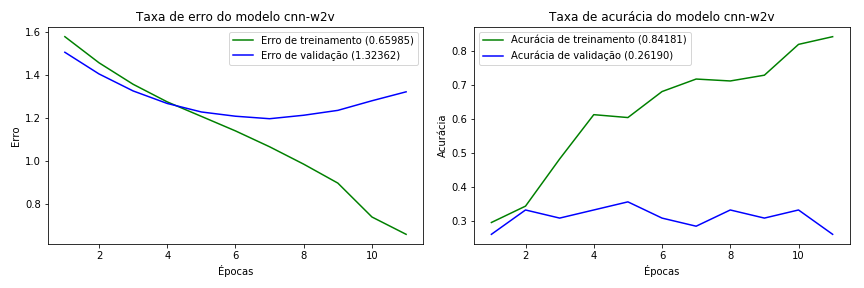 Taxa de erro do modelo cnn-w2v
Erro de treinamento (0.65985)
Erro de validação (1.32362)
1.6
1.4
1.2
1.0
0.8
Erro
2 4 6 8 10
Épocas
Taxa de acurácia do modelo cnn-w2v
Acurácia de treinamento (0.84181)
Acurácia de validação (0.26190)
0.8
0.7
0.6
0.5
0.4
0.3
Acurácia
2 4 6 8 10
Épocas